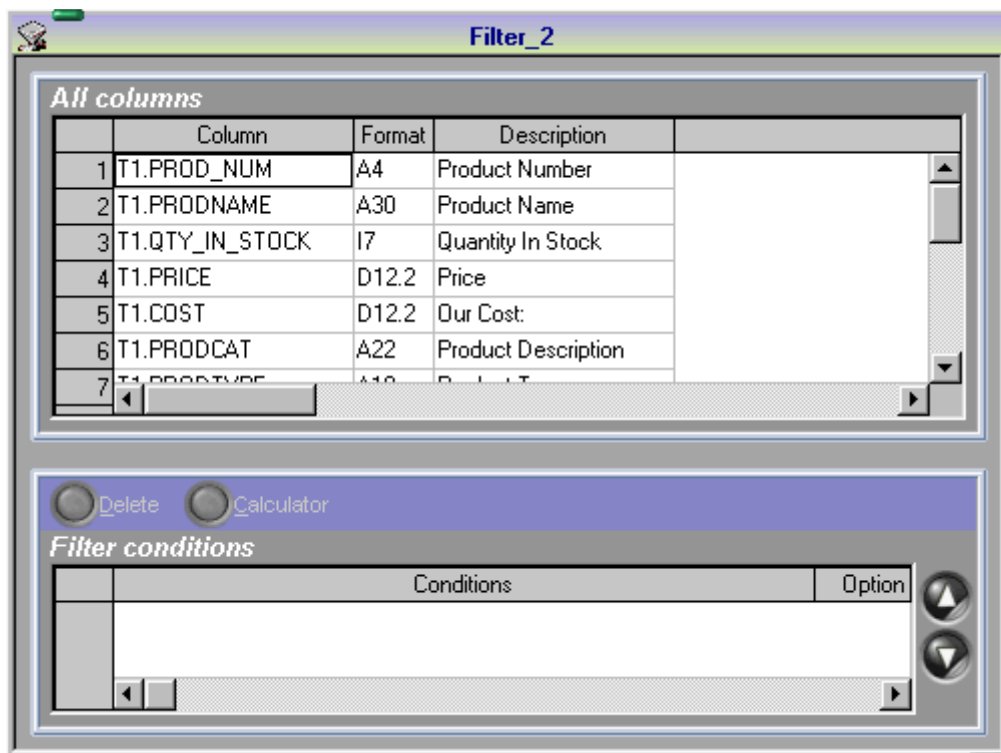 Filter_2
All columns
Column Format Description
1 T1.PROD_NUM A4 Product Number
2 T1.PRODNAME A30 Product Name
3 T1.QTY_IN_STOCK I7 Quantity In Stock
4 T1.PRICE D12.2 Price
5 T1.COST D12.2 Our Cost:
6 T1.PRODCAT A22 Product Description
7
Delete Calculator
Filter conditions
Conditions Option